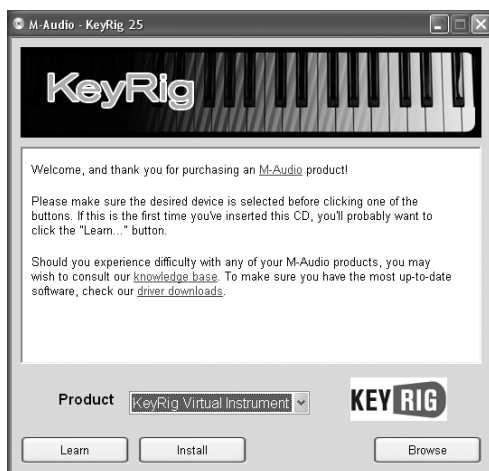 M-Audio - KeyRig 25
KeyRig
Welcome, and thank you for purchasing an M-Audio product!
Please make sure the desired device is selected before clicking one of the
buttons. If this is the first time you've inserted this CD, you'll probably want to
click the "Learn..." button.
Should you experience difficulty with any of your M-Audio products, you may
wish to consult our knowledge base. To make sure you have the most up-to-date
software, check our driver downloads.
Product KeyRig Virtual Instrument
KEY RIG
Learn Install Browse